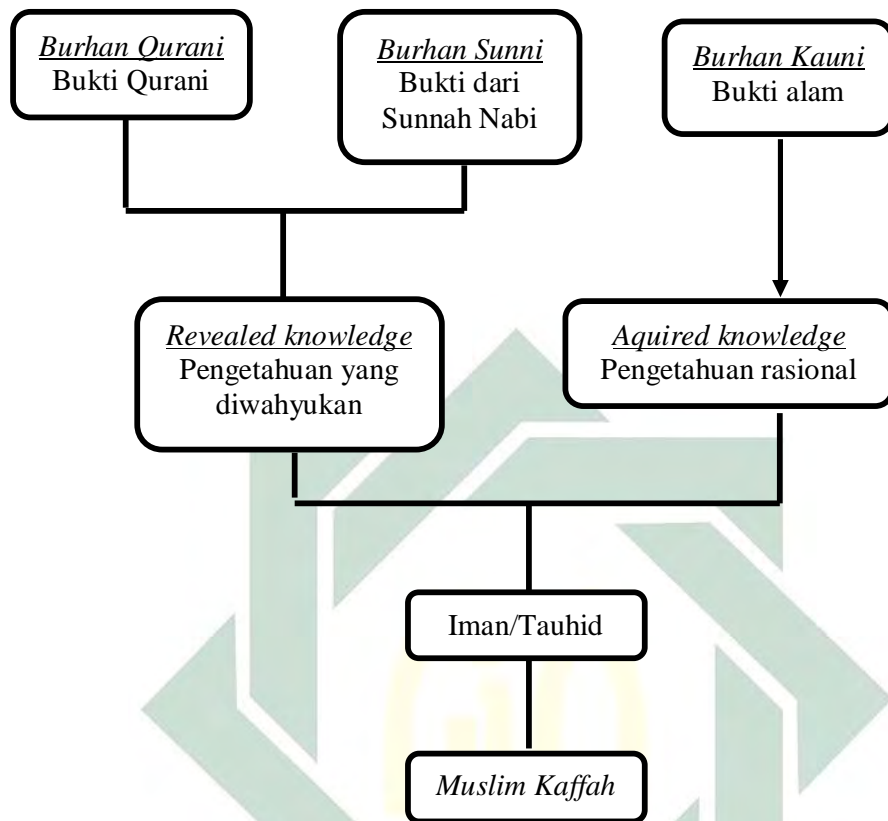 Burhan Qurani
Bukti Qurani
Burhan Sunni
Bukti dari
Sunnah Nabi
Burhan Kauni
Bukti alam
Revealed knowledge
Pengetahuan yang
diwahyukan
Aquired knowledge
Pengetahuan rasional
Iman/Tauhid
Muslim Kaffah